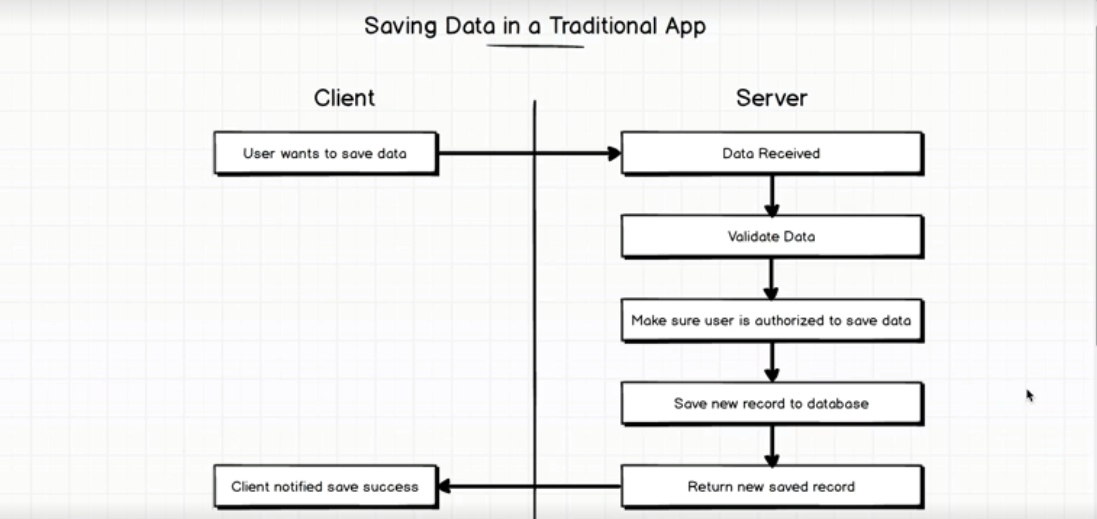 Saving Data in a Traditional App
Client
Server
User wants to save data
Data Received
Validate Data
Make sure user is authorized to save data
Save new record to database
Client notified save success
Return new saved record